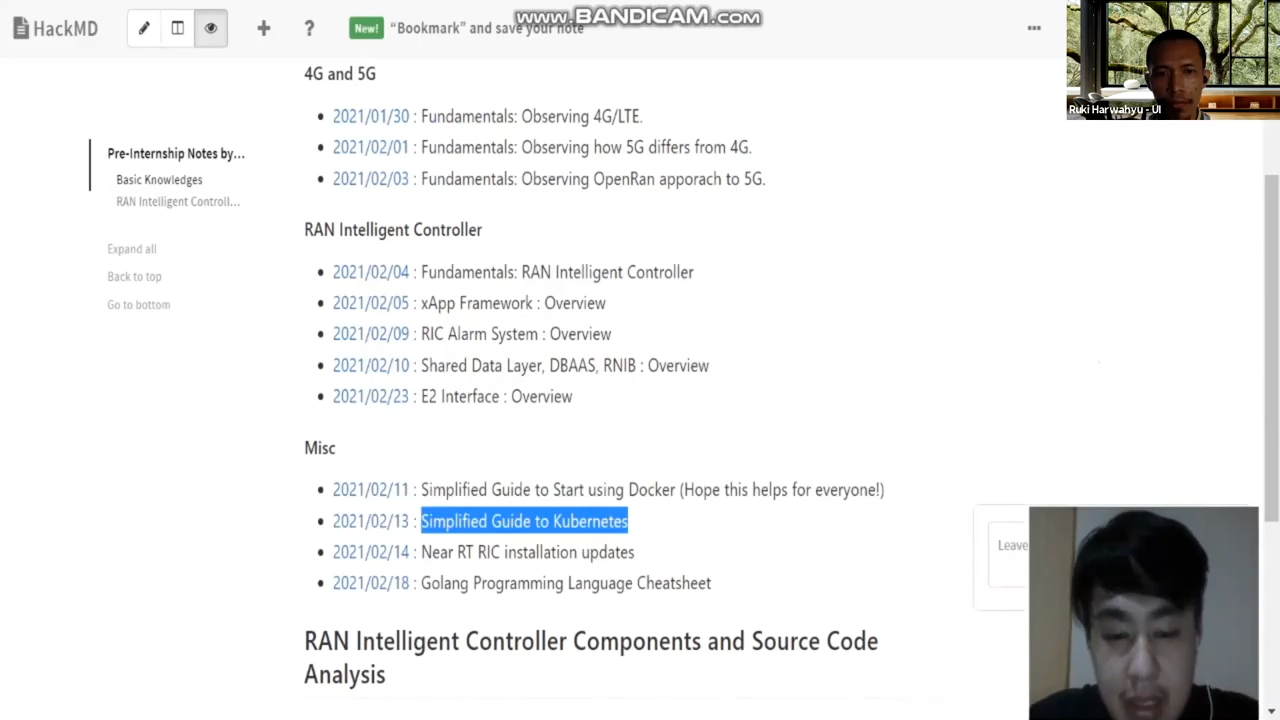 www.BANDICAM.com
HackMD
New! “Bookmark” and save your note
Ruki Harwahyu - UI
Pre-Internship Notes by...
Basic Knowledges
RAN Intelligent Controll...
Expand all
Back to top
Go to bottom
4G and 5G
2021/01/30 : Fundamentals: Observing 4G/LTE.
2021/02/01 : Fundamentals: Observing how 5G differs from 4G.
2021/02/03 : Fundamentals: Observing OpenRan apporach to 5G.
RAN Intelligent Controller
2021/02/04 : Fundamentals: RAN Intelligent Controller
2021/02/05 : xApp Framework : Overview
2021/02/09 : RIC Alarm System : Overview
2021/02/10 : Shared Data Layer, DBAAS, RNIB : Overview
2021/02/23 : E2 Interface : Overview
Misc
2021/02/11 : Simplified Guide to Start using Docker (Hope this helps for everyone!)
2021/02/13 : Simplified Guide to Kubernetes
2021/02/14 : Near RT RIC installation updates
2021/02/18 : Golang Programming Language Cheatsheet
Leave
RAN Intelligent Controller Components and Source Code
Analysis